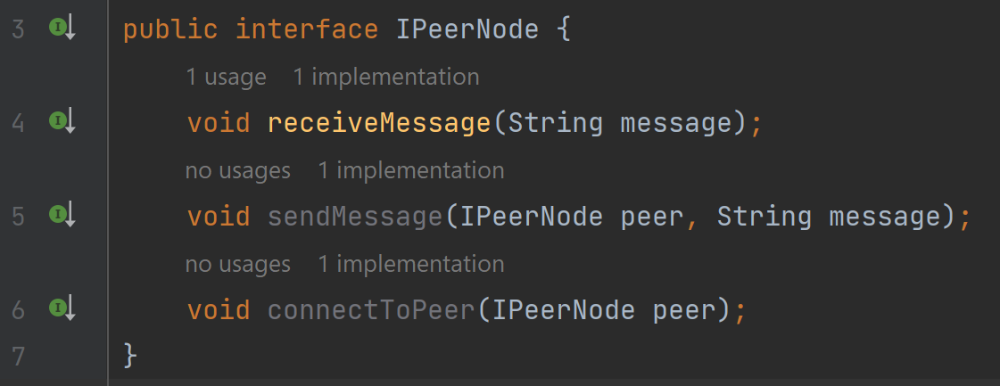 3 public interface IPeerNode {
1 usage 1 implementation
4 void receiveMessage(String message);
no usages 1 implementation
5 void sendMessage(IPeerNode peer, String message);
no usages 1 implementation
6 void connectToPeer(IPeerNode peer);
7 }